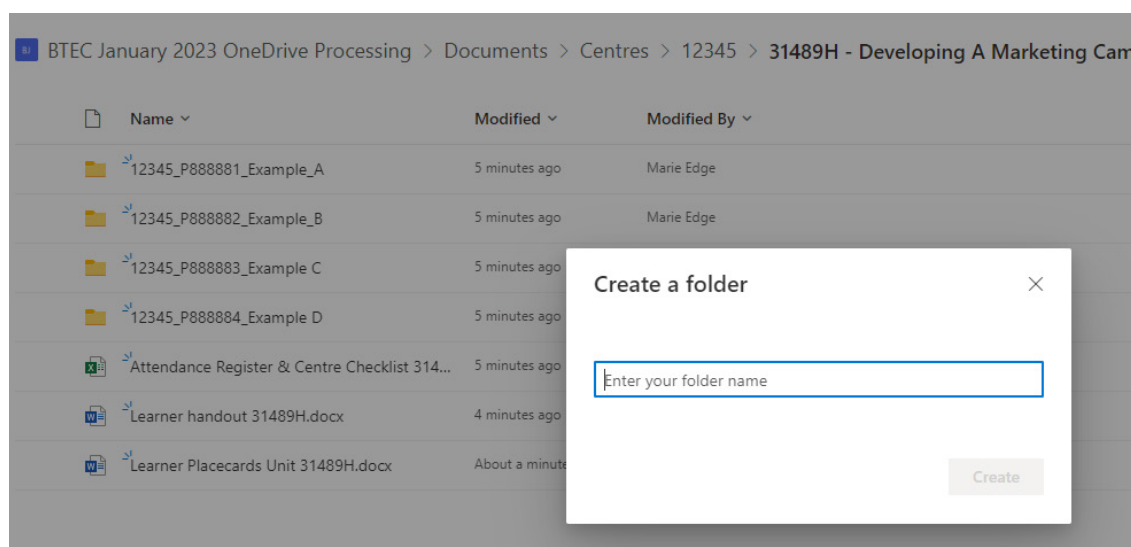 BTEC January 2023 OneDrive Processing > Documents > Centres > 12345 > 31489H - Developing A Marketing Cam
Name Modified Modified By
12345_P888881_Example_A 5 minutes ago Marie Edge
12345_P888882_Example_B 5 minutes ago Marie Edge
12345_P888883_Example C 5 minutes ago
12345_P888884_Example D 5 minutes ago
Attendance Register & Centre Checklist 314... 5 minutes ago
Learner handout 31489H.docx 4 minutes ago
Learner Placecards Unit 31489H.docx About a minute
Create a folder
Enter your folder name
Create